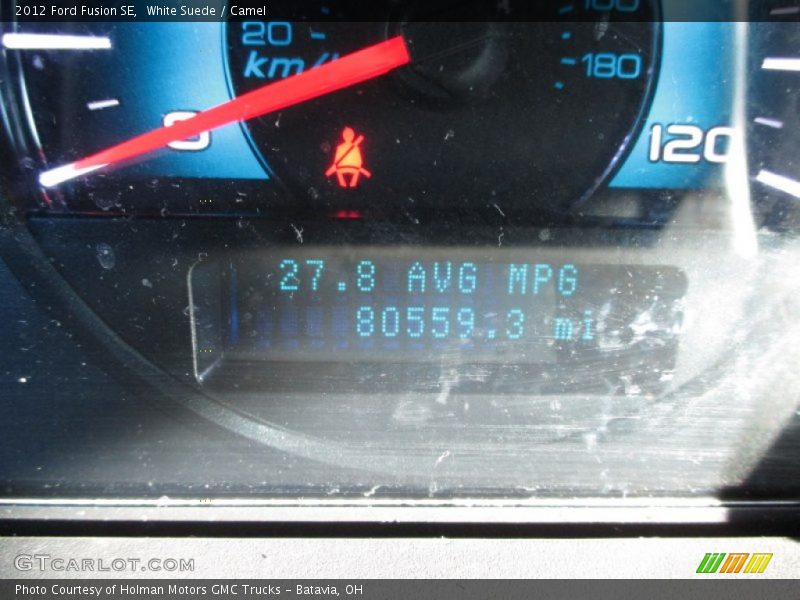 2012 Ford Fusion SE, White Suede / Camel
20
km/
180
0
120
27.8 AVG MPG
80559.3 mi
GTCARLOT.COM
Photo Courtesy of Holman Motors GMC Trucks - Batavia, OH